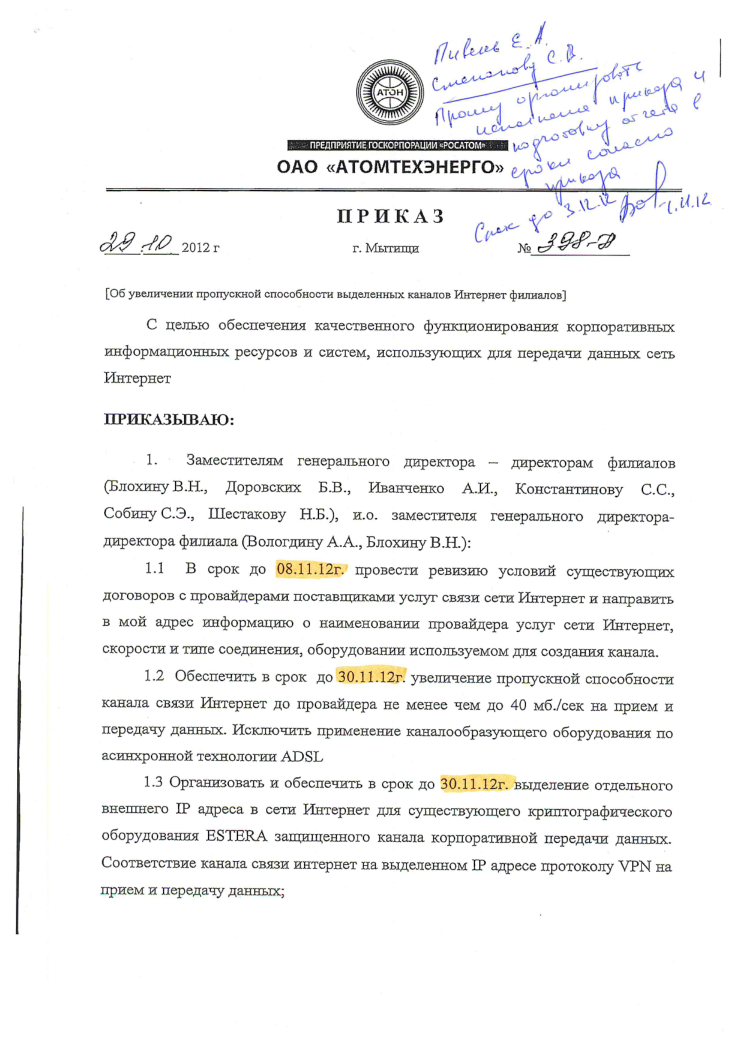 Пивень Е. А.
Степанову С. В.
Прошу организовать
исполнение приказа и
подготовку отчета в
сроки согласно
приказа
Срок до 3.12.12
1.11.12
АТОН
ПРЕДПРИЯТИЕ ГОСКОРПОРАЦИИ «РОСАТОМ»
ОАО «АТОМТЕХЭНЕРГО»
ПРИКАЗ
29.10 2012 г г. Мытищи № 398-П
[Об увеличении пропускной способности выделенных каналов Интернет филиалов]
С целью обеспечения качественного функционирования корпоративных
информационных ресурсов и систем, использующих для передачи данных сеть
Интернет
ПРИКАЗЫВАЮ:
1. Заместителям генерального директора – директорам филиалов
(Блохину В.Н., Доровских Б.В., Иванченко А.И., Константинову С.С.,
Собину С.Э., Шестакову Н.Б.), и.о. заместителя генерального директора-
директора филиала (Вологдину А.А., Блохину В.Н.):
1.1 В срок до 08.11.12г. провести ревизию условий существующих
договоров с провайдерами поставщиками услуг связи сети Интернет и направить
в мой адрес информацию о наименовании провайдера услуг сети Интернет,
скорости и типе соединения, оборудовании используемом для создания канала.
1.2 Обеспечить в срок до 30.11.12г. увеличение пропускной способности
канала связи Интернет до провайдера не менее чем до 40 мб./сек на прием и
передачу данных. Исключить применение каналообразующего оборудования по
асинхронной технологии ADSL
1.3 Организовать и обеспечить в срок до 30.11.12г. выделение отдельного
внешнего IP адреса в сети Интернет для существующего криптографического
оборудования ESTERA защищенного канала корпоративной передачи данных.
Соответствие канала связи интернет на выделенном IP адресе протоколу VPN на
прием и передачу данных;